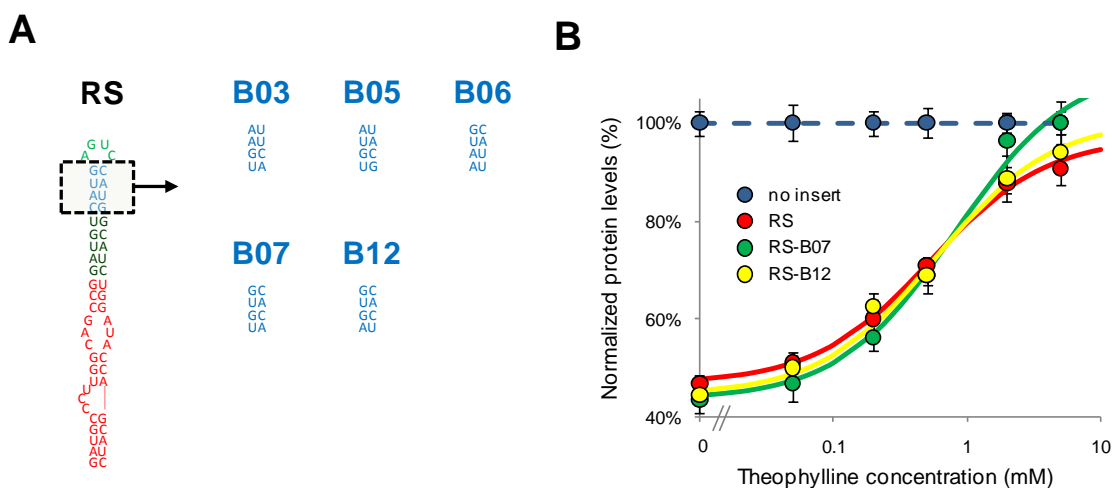 A
B
RS
B03
B05
B06
GU
A C
GC
UA
AU
CG
UG
GC
UA
AU
GC
GU
CG
CG
G A
A U
C A
GC
GC
UA
U
C
C
CG
GC
UA
AU
GC
AU
AU
GC
UA
AU
AU
GC
UG
GC
UA
AU
AU
B07
B12
GC
UA
GC
UA
GC
UA
GC
AU
Normalized protein levels (%)
100%
80%
60%
40%
no insert
RS
RS-B07
RS-B12
0
0.1
1
10
Theophylline concentration (mM)